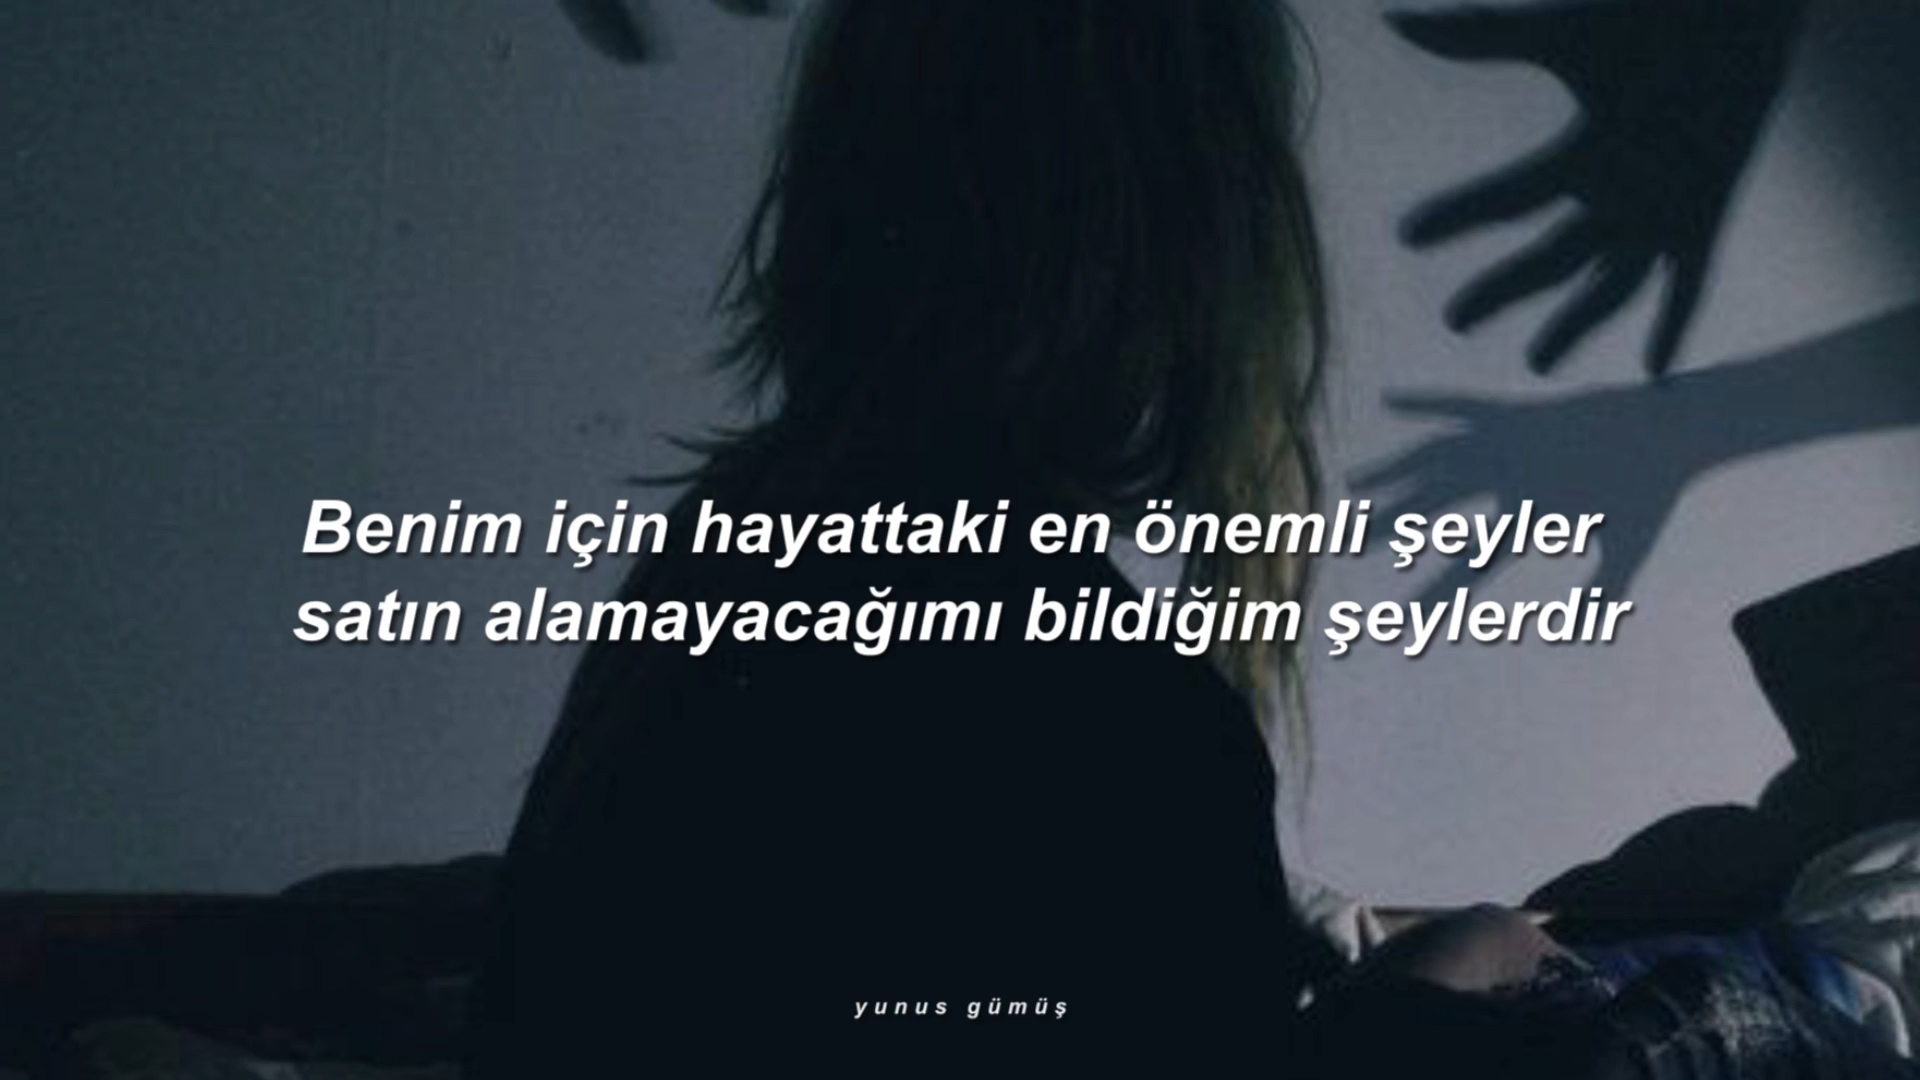 Benim için hayattaki en önemli şeyler
satın alamayacağımı bildiğim şeylerdir
yunus gümüş